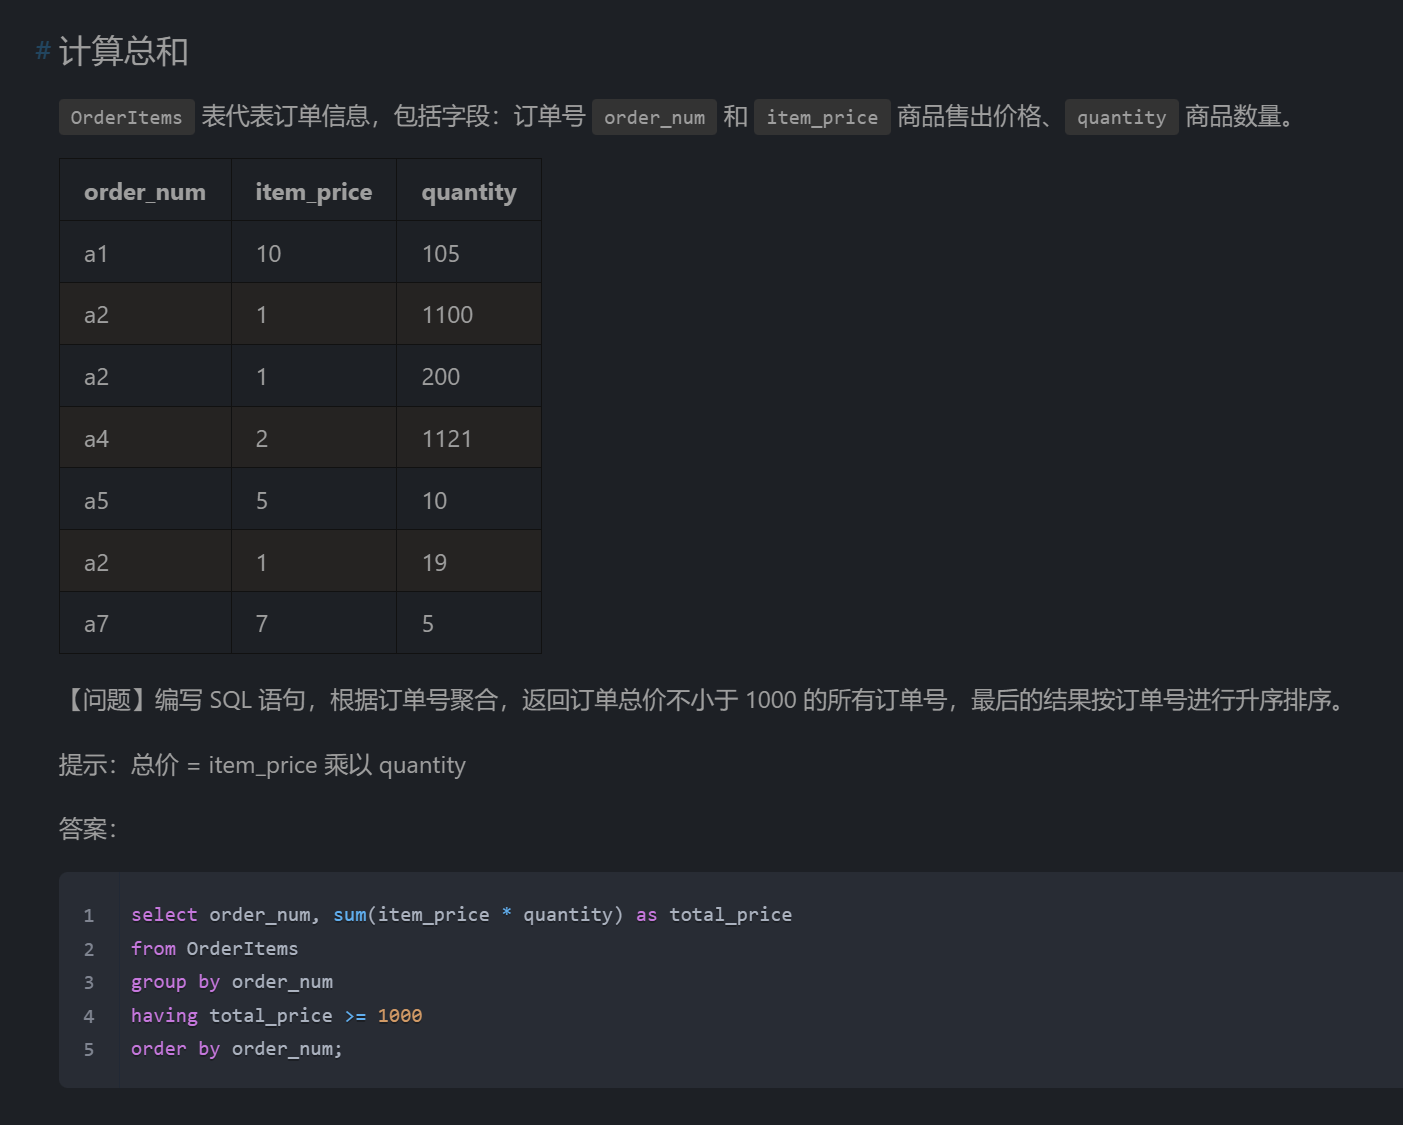 # 计算总和
OrderItems 表代表订单信息，包括字段：订单号 order_num 和 item_price 商品售出价格、 quantity 商品数量。
order_num item_price quantity
a1 10 105
a2 1 1100
a2 1 200
a4 2 1121
a5 5 10
a2 1 19
a7 7 5
【问题】编写 SQL 语句，根据订单号聚合，返回订单总价不小于 1000 的所有订单号，最后的结果按订单号进行升序排序。
提示：总价 = item_price 乘以 quantity
答案：
1 select order_num, sum(item_price * quantity) as total_price
2 from OrderItems
3 group by order_num
4 having total_price >= 1000
5 order by order_num;